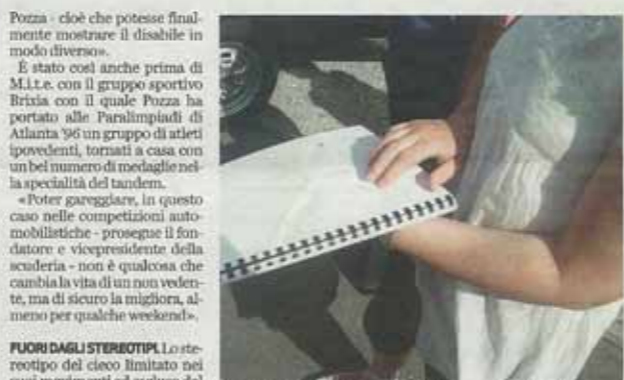 Pozza - cioè che potesse final-
mente mostrare il disabile in
modo diverso».
È stato così anche prima di
M.i.t.e. con il gruppo sportivo
Brixia con il quale Pozza ha
portato alle Paralimpiadi di
Atlanta '96 un gruppo di atleti
ipovedenti, tornati a casa con
un bel numero di medaglie nel-
la specialità del tandem.
«Poter gareggiare, in questo
caso nelle competizioni auto-
mobilistiche - prosegue il fon-
datore e vicepresidente della
scuderia - non è qualcosa che
cambia la vita di un non veden-
te, ma di sicuro la migliora, al-
meno per qualche weekend».
FUORI DAGLI STEREOTIPI. Lo ste-
reotipo del cieco limitato nei